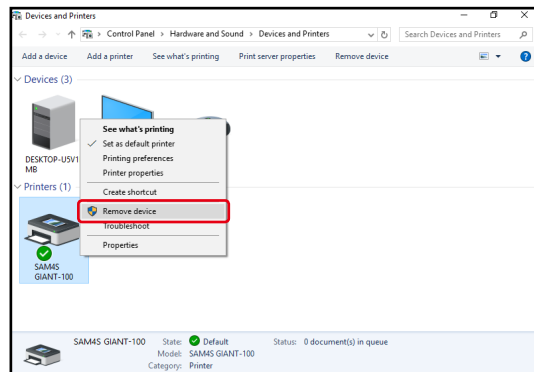 Devices and Printers
Control Panel > Hardware and Sound > Devices and Printers
Search Devices and Printers
Add a device Add a printer See what's printing Print server properties Remove device
Devices (3)
DESKTOP-U5V1
MB
See what's printing
Set as default printer
Printing preferences
Printer properties
Create shortcut
Remove device
Troubleshoot
Properties
Printers (1)
SAM4S
GIANT-100
SAM4S GIANT-100 State: Default Status: 0 document(s) in queue
Model: SAM4S GIANT-100
Category: Printer